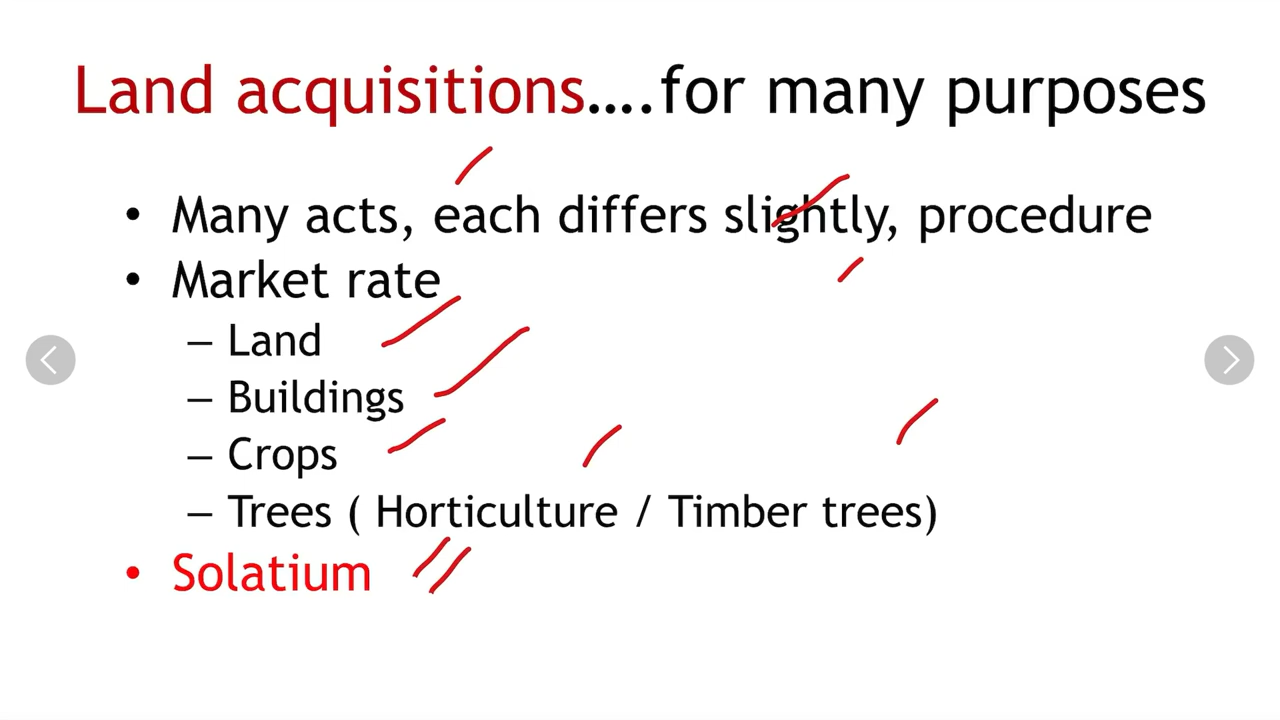 Land acquisitions....for many purposes
• Many acts, each differs slightly, procedure
• Market rate
– Land
– Buildings
– Crops
– Trees ( Horticulture / Timber trees)
• Solatium